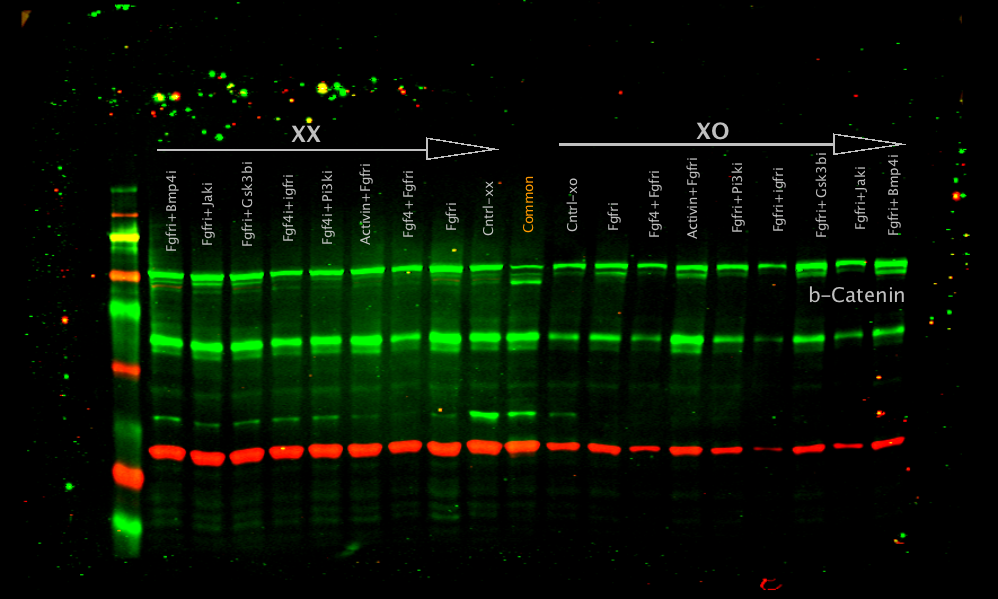 XX
XO
Fgfri+Bmp4i
Fgfri+Jaki
Fgfri+Gsk3bi
Fgf4i+igfri
Fgf4i+Pi3ki
Activin+Fgfri
Fgf4+Fgfri
Fgfri
Cntrl-xx
Common
Cntrl-xo
Fgfri
Fgf4+Fgfri
Activin+Fgfri
Fgfri+Pi3ki
Fgfri+igfri
Fgfri+Gsk3bi
Fgfri+Jaki
Fgfri+Bmp4i
b-Catenin